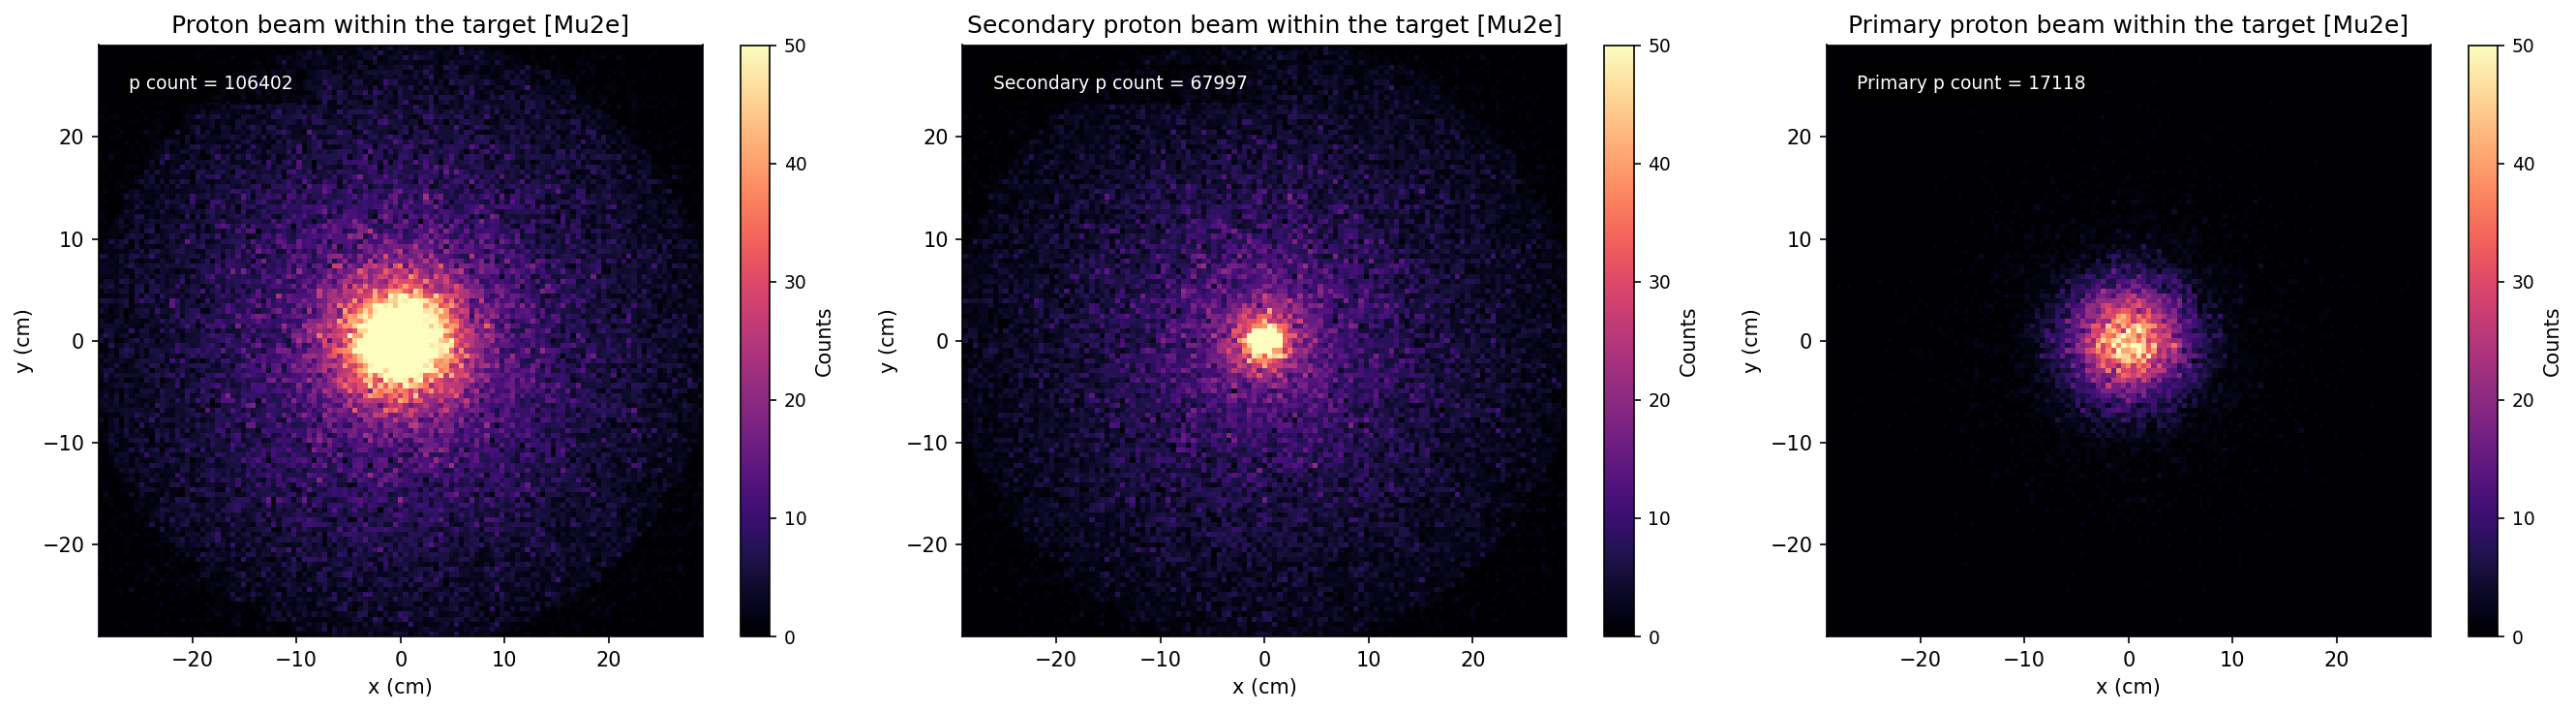 Proton beam within the target [Mu2e]
p count = 106402
20
10
0
−10
−20
y (cm)
−20 −10 0 10 20
x (cm)
50
40
30
20
10
0
Counts
Secondary proton beam within the target [Mu2e]
Secondary p count = 67997
20
10
0
−10
−20
y (cm)
−20 −10 0 10 20
x (cm)
50
40
30
20
10
0
Counts
Primary proton beam within the target [Mu2e]
Primary p count = 17118
20
10
0
−10
−20
y (cm)
−20 −10 0 10 20
x (cm)
50
40
30
20
10
0
Counts